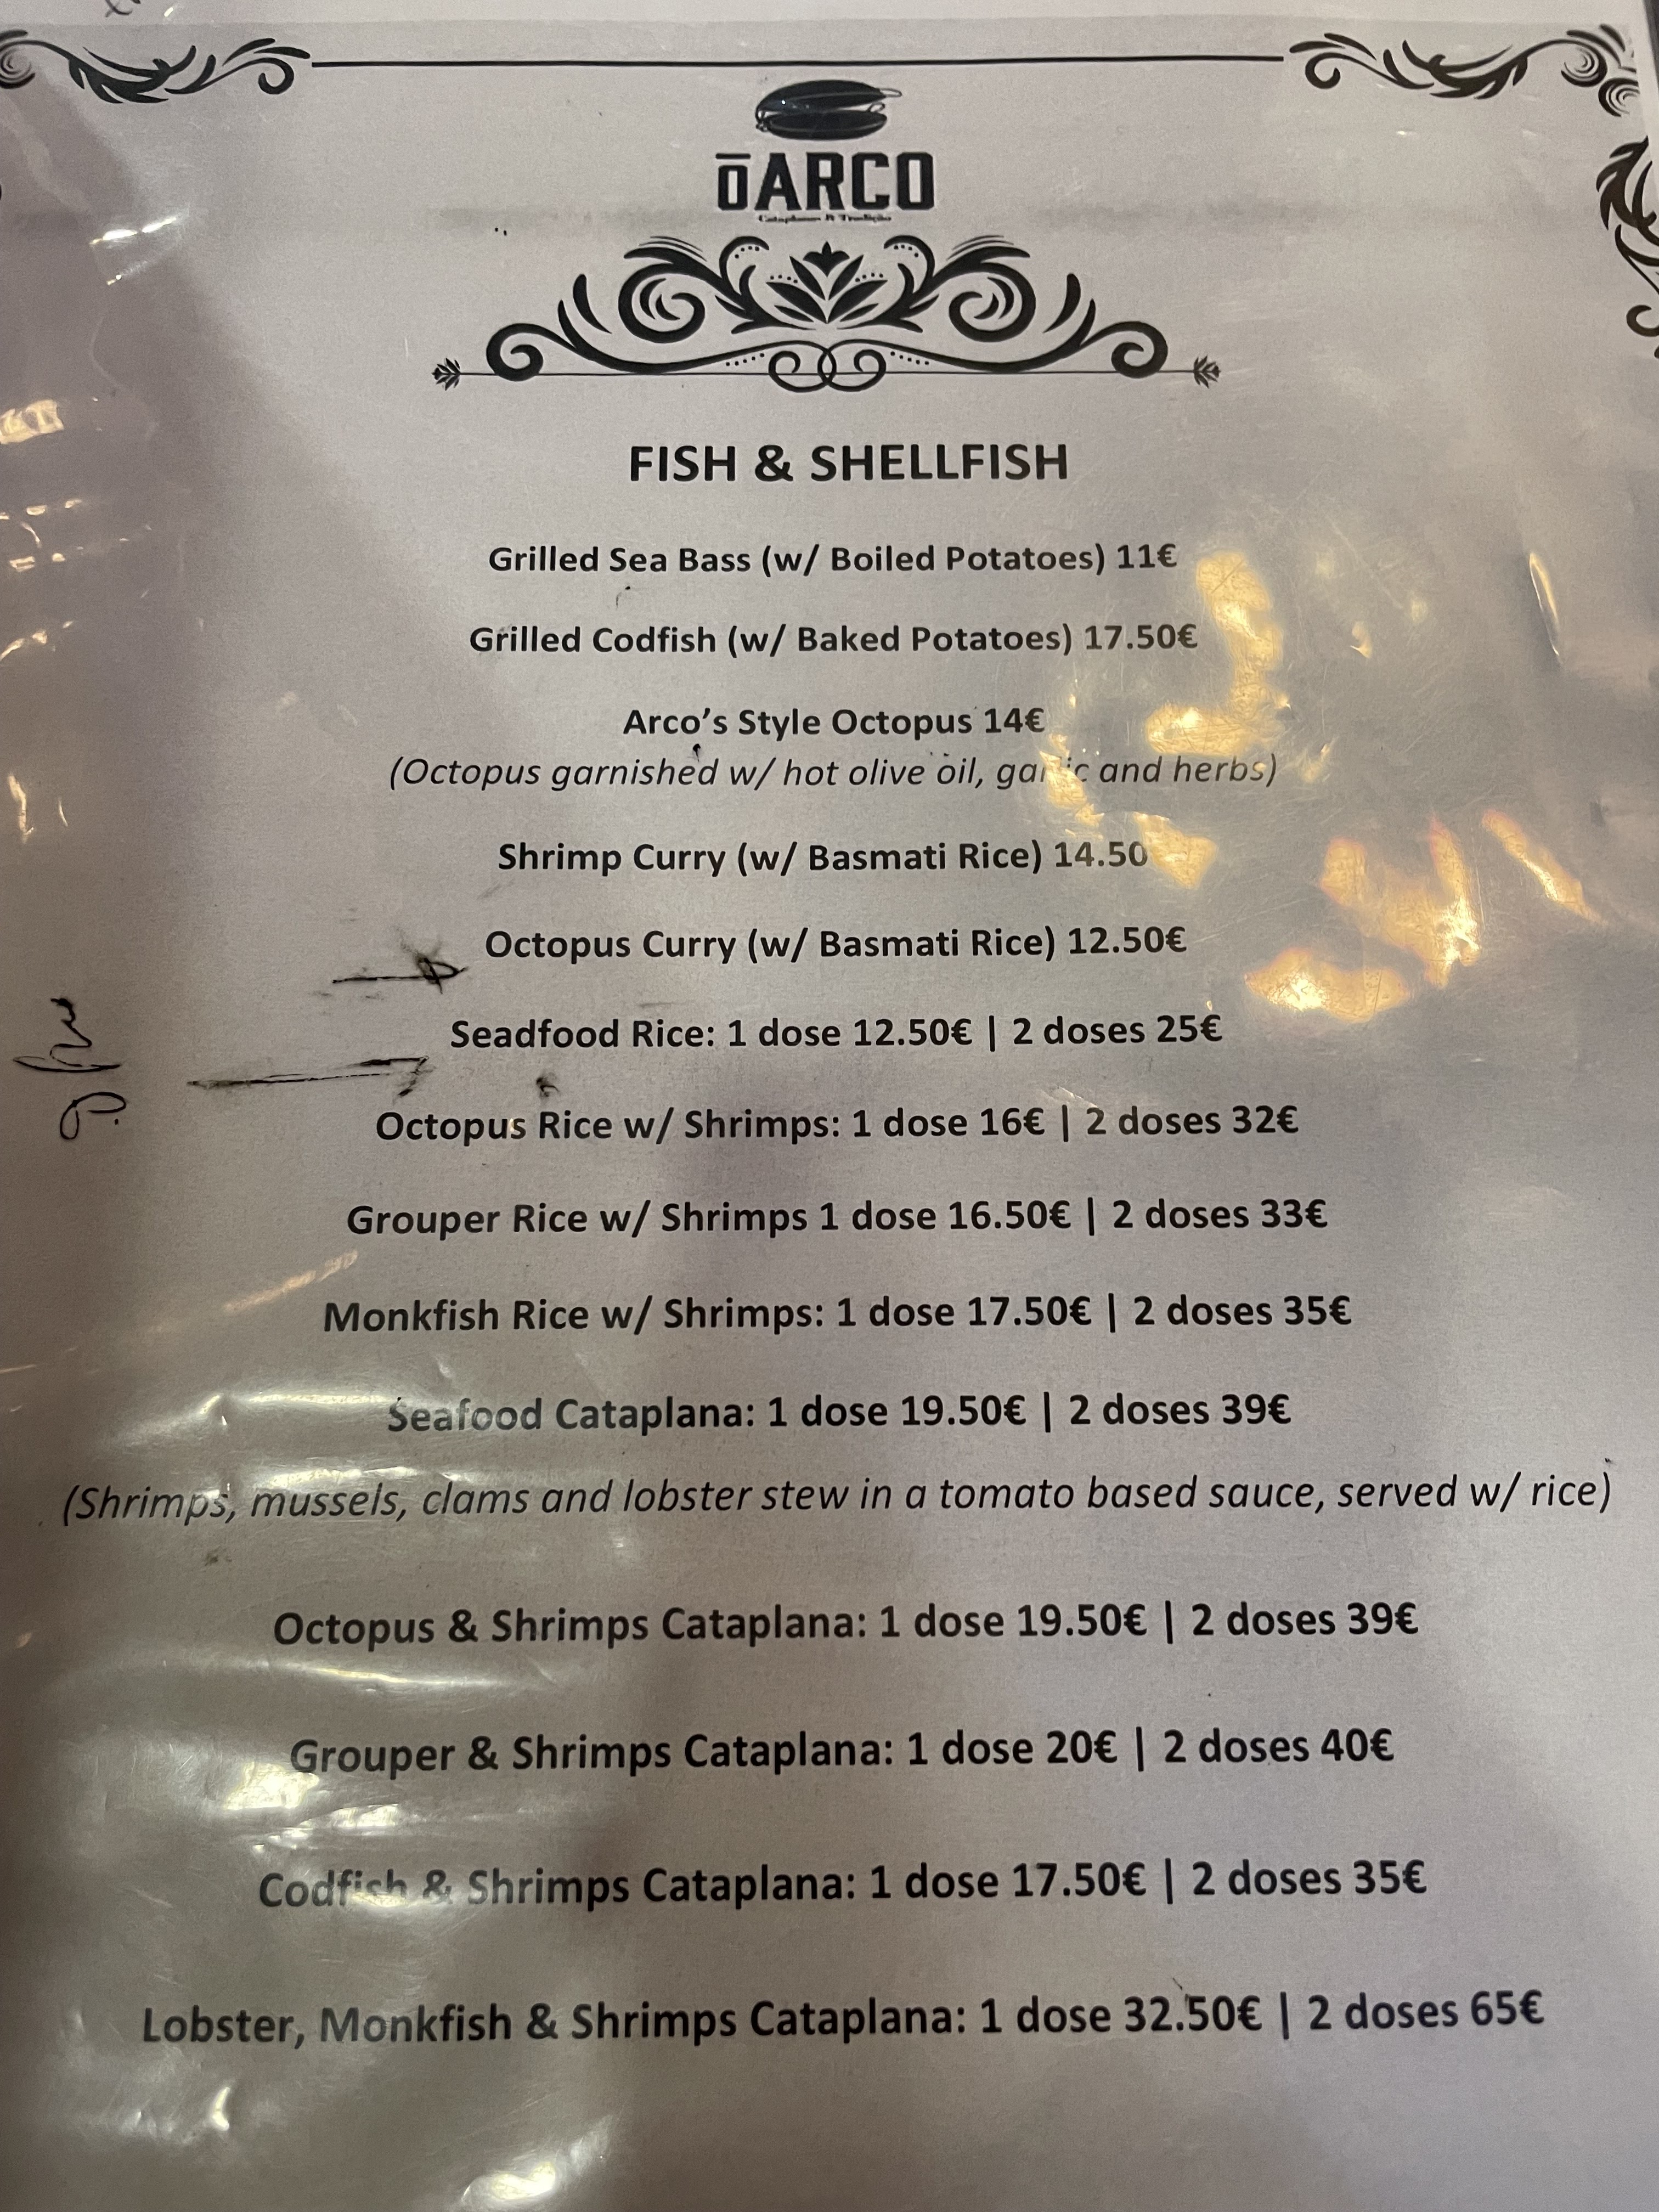 ōARCO
Cataplanas & Tradição
FISH & SHELLFISH
Grilled Sea Bass (w/ Boiled Potatoes) 11€
Grilled Codfish (w/ Baked Potatoes) 17.50€
Arco's Style Octopus 14€
(Octopus garnished w/ hot olive oil, garlic and herbs)
Shrimp Curry (w/ Basmati Rice) 14.50
Octopus Curry (w/ Basmati Rice) 12.50€
Seadfood Rice: 1 dose 12.50€ | 2 doses 25€
Octopus Rice w/ Shrimps: 1 dose 16€ | 2 doses 32€
Grouper Rice w/ Shrimps 1 dose 16.50€ | 2 doses 33€
Monkfish Rice w/ Shrimps: 1 dose 17.50€ | 2 doses 35€
Seafood Cataplana: 1 dose 19.50€ | 2 doses 39€
(Shrimps, mussels, clams and lobster stew in a tomato based sauce, served w/ rice)
Octopus & Shrimps Cataplana: 1 dose 19.50€ | 2 doses 39€
Grouper & Shrimps Cataplana: 1 dose 20€ | 2 doses 40€
Codfish & Shrimps Cataplana: 1 dose 17.50€ | 2 doses 35€
Lobster, Monkfish & Shrimps Cataplana: 1 dose 32.50€ | 2 doses 65€